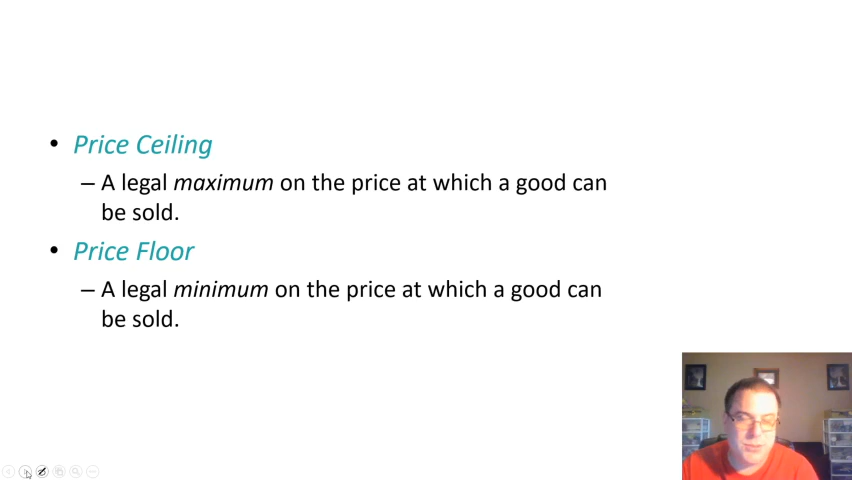 • Price Ceiling
– A legal maximum on the price at which a good can
be sold.
• Price Floor
– A legal minimum on the price at which a good can
be sold.